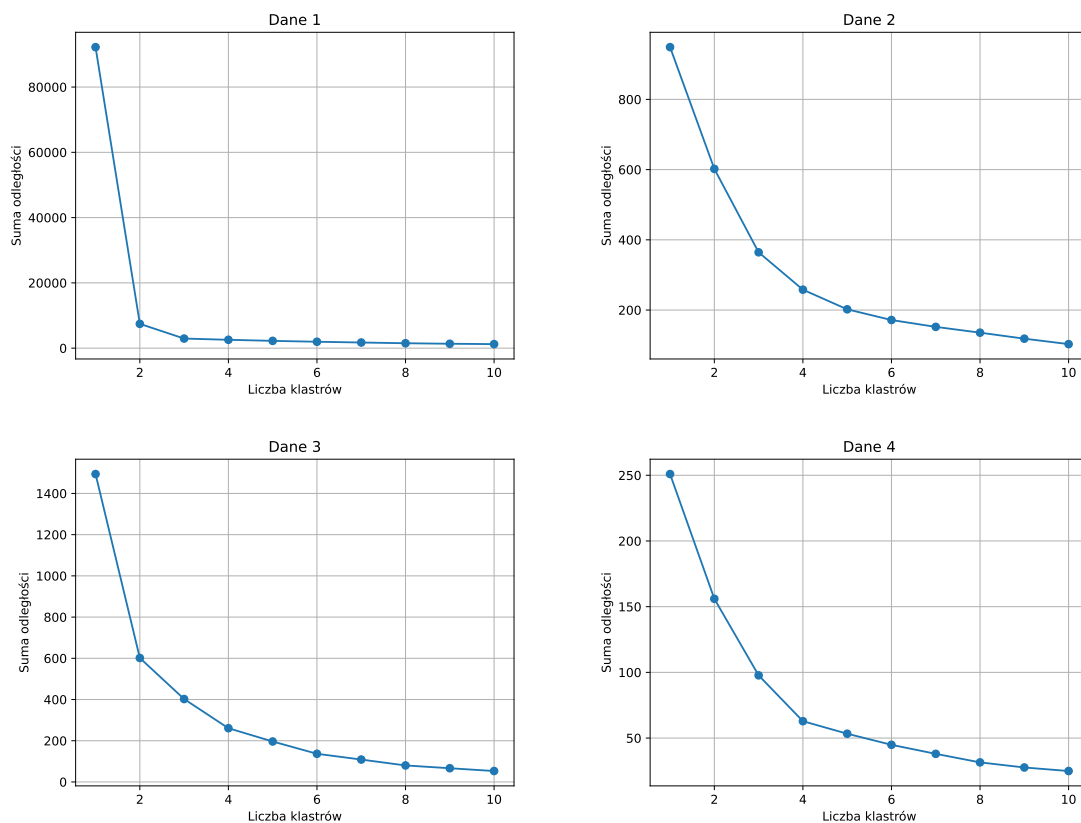 Dane 1
Suma odległości
80000
60000
40000
20000
0
2 4 6 8 10
Liczba klastrów
Dane 2
Suma odległości
800
600
400
200
2 4 6 8 10
Liczba klastrów
Dane 3
Suma odległości
1400
1200
1000
800
600
400
200
0
2 4 6 8 10
Liczba klastrów
Dane 4
Suma odległości
250
200
150
100
50
2 4 6 8 10
Liczba klastrów